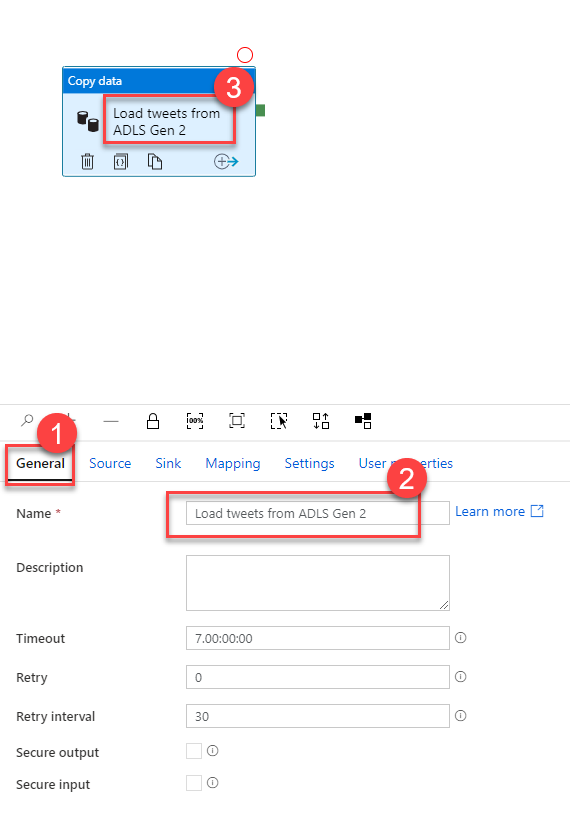 Copy data
3
Load tweets from
ADLS Gen 2
100%
1
General Source Sink Mapping Settings User properties
2
Name * Load tweets from ADLS Gen 2 Learn more
Description
Timeout 7.00:00:00
Retry 0
Retry interval 30
Secure output
Secure input